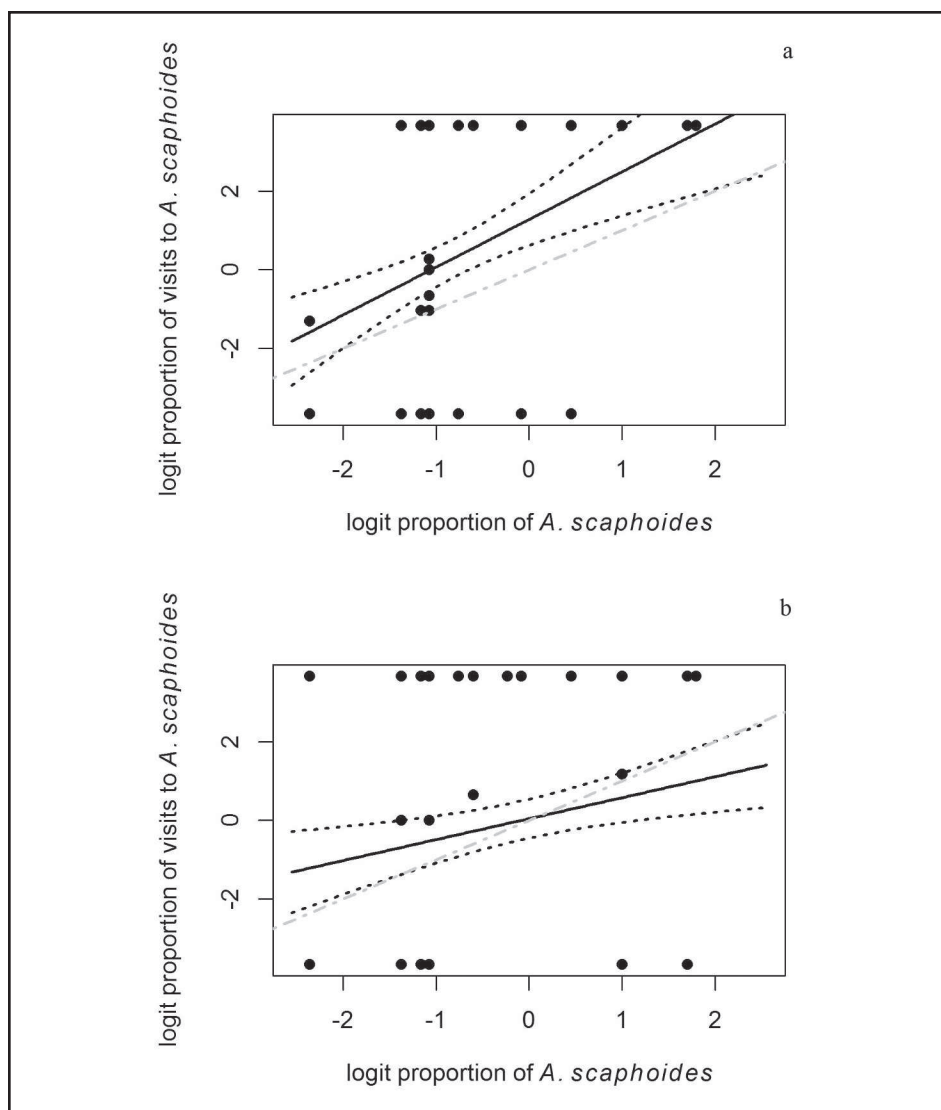 a
logit proportion of visits to A. scaphoides
2
0
-2
-2 -1 0 1 2
logit proportion of A. scaphoides
b
logit proportion of visits to A. scaphoides
2
0
-2
-2 -1 0 1 2
logit proportion of A. scaphoides